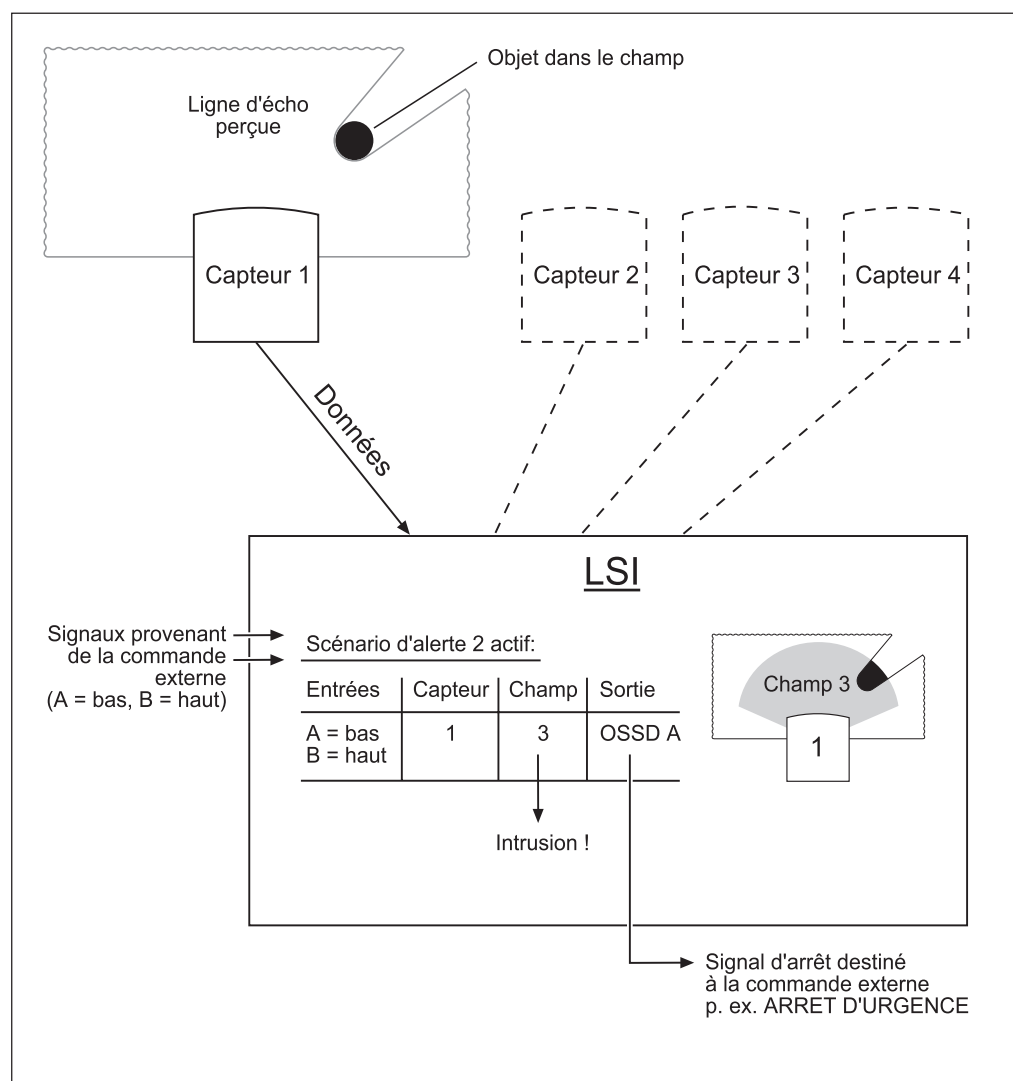 Objet dans le champ
Ligne d'écho
perçue
Capteur 1
Capteur 2
Capteur 3
Capteur 4
Données
LSI
Signaux provenant
de la commande
externe
(A = bas, B = haut)
Scénario d'alerte 2 actif:
Entrées Capteur Champ Sortie
A = bas 1 3 OSSD A
B = haut
Intrusion !
Champ 3
1
Signal d'arrêt destiné
à la commande externe
p. ex. ARRET D'URGENCE